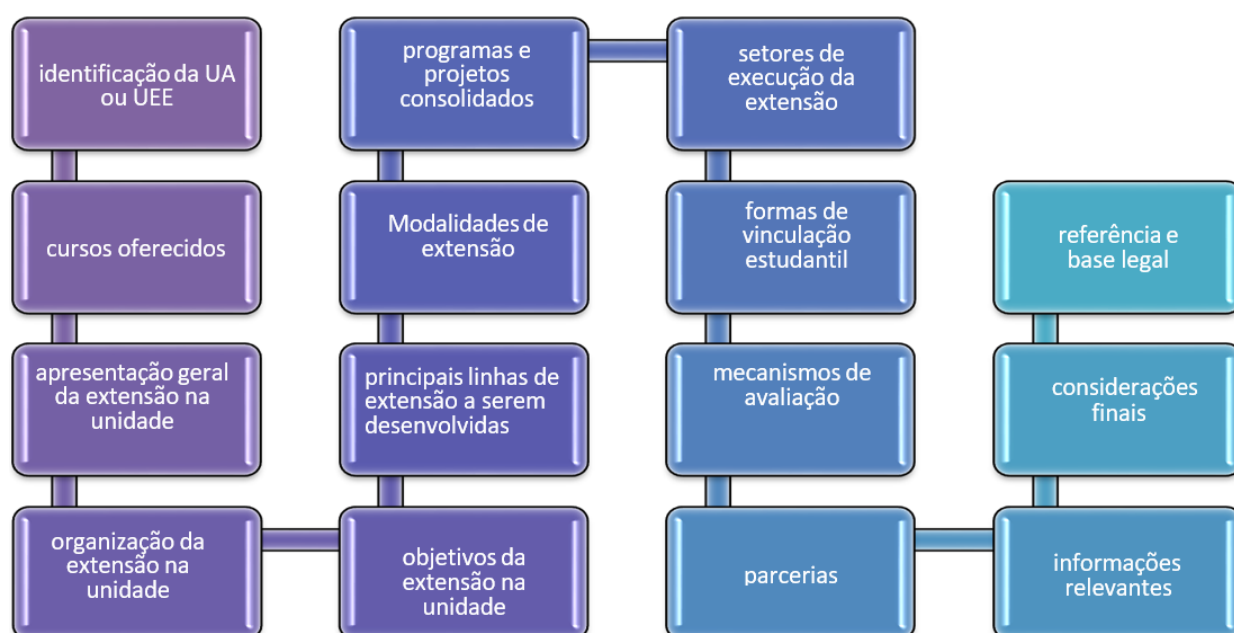 identificação da UA
ou UEE
cursos oferecidos
apresentação geral
da extensão na
unidade
organização da
extensão na
unidade
objetivos da
extensão na
unidade
principais linhas de
extensão a serem
desenvolvidas
Modalidades de
extensão
programas e
projetos
consolidados
setores de
execução da
extensão
formas de
vinculação
estudantil
mecanismos de
avaliação
parcerias
informações
relevantes
considerações
finais
referência e
base legal